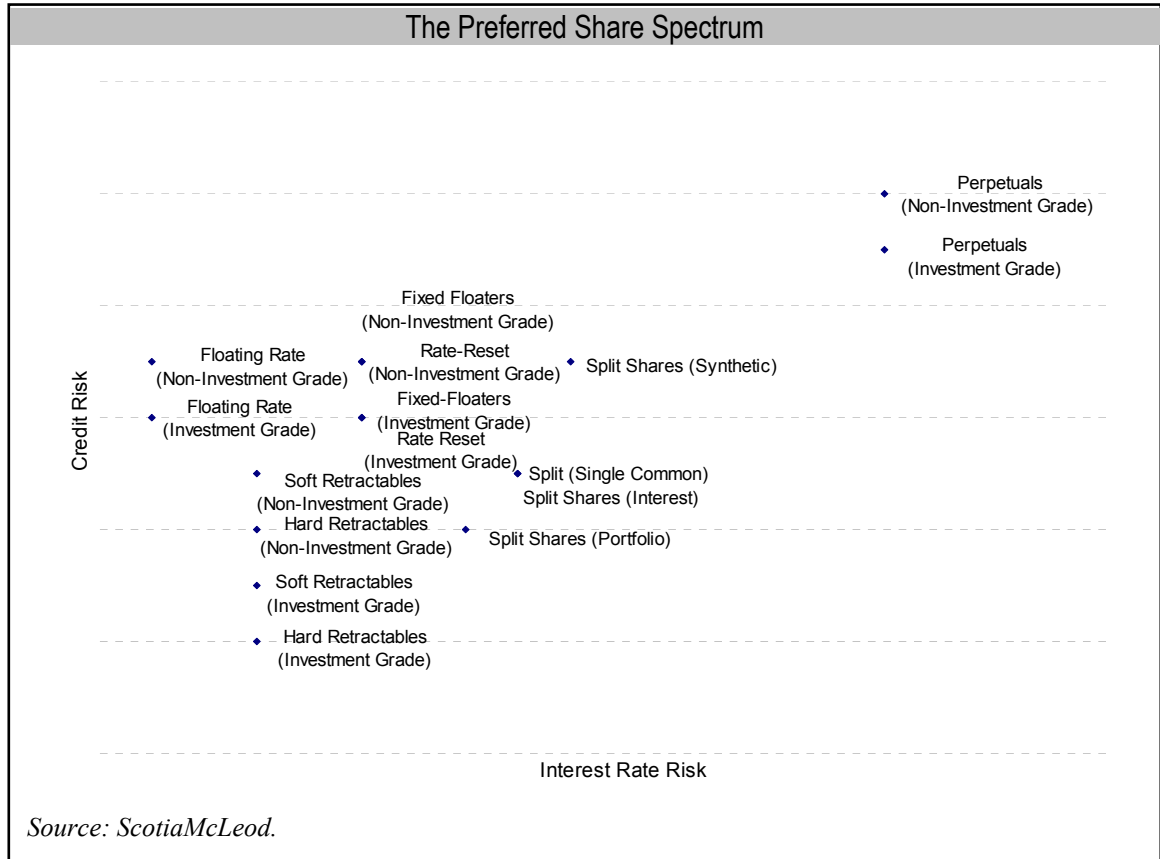 The Preferred Share Spectrum
Perpetuals
(Non-Investment Grade)
Perpetuals
(Investment Grade)
Fixed Floaters
(Non-Investment Grade)
Floating Rate
(Non-Investment Grade)
Rate-Reset
(Non-Investment Grade)
Split Shares (Synthetic)
Floating Rate
(Investment Grade)
Fixed-Floaters
(Investment Grade)
Rate Reset
(Investment Grade)
Credit Risk
Soft Retractables
(Non-Investment Grade)
Split (Single Common)
Split Shares (Interest)
Hard Retractables
(Non-Investment Grade)
Split Shares (Portfolio)
Soft Retractables
(Investment Grade)
Hard Retractables
(Investment Grade)
Interest Rate Risk
Source: ScotiaMcLeod.